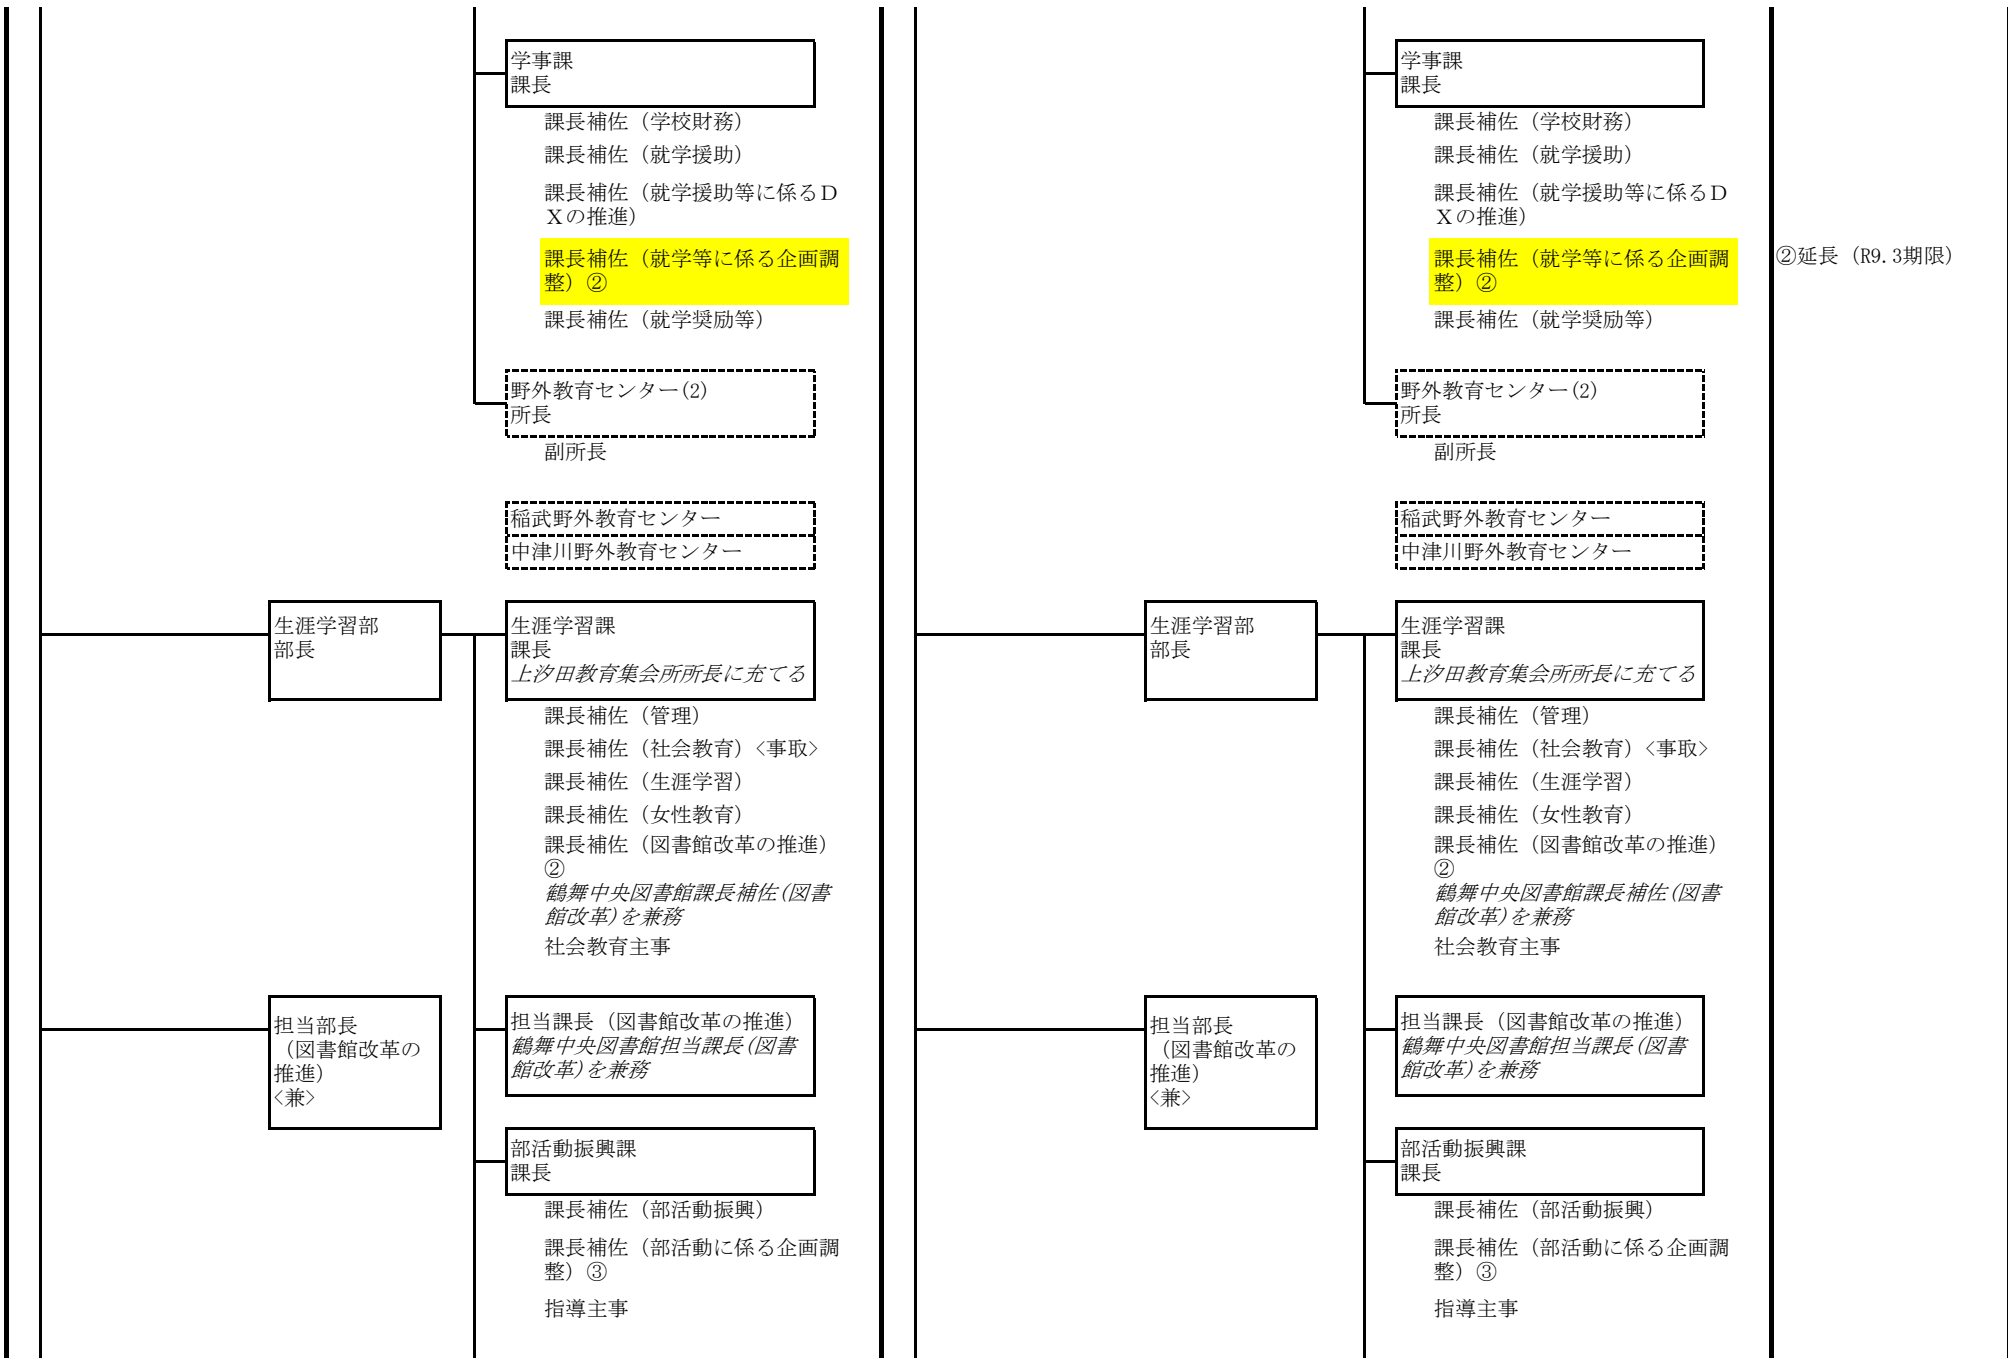 学事課
課長
課長補佐（学校財務）
課長補佐（就学援助）
課長補佐（就学援助等に係るＤ
Ｘの推進）
課長補佐（就学等に係る企画調
整）②
課長補佐（就学奨励等）
野外教育センター(2)
所長
副所長
稲武野外教育センター
中津川野外教育センター
生涯学習部
部長
生涯学習課
課長
上汐田教育集会所所長に充てる
課長補佐（管理）
課長補佐（社会教育）<事取>
課長補佐（生涯学習）
課長補佐（女性教育）
課長補佐（図書館改革の推進）
②
鶴舞中央図書館課長補佐(図書
館改革)を兼務
社会教育主事
担当部長
（図書館改革の
推進）
<兼>
担当課長（図書館改革の推進）
鶴舞中央図書館担当課長(図書
館改革)を兼務
部活動振興課
課長
課長補佐（部活動振興）
課長補佐（部活動に係る企画調
整）③
指導主事
学事課
課長
課長補佐（学校財務）
課長補佐（就学援助）
課長補佐（就学援助等に係るＤ
Ｘの推進）
課長補佐（就学等に係る企画調
整）②
課長補佐（就学奨励等）
野外教育センター(2)
所長
副所長
稲武野外教育センター
中津川野外教育センター
生涯学習部
部長
生涯学習課
課長
上汐田教育集会所所長に充てる
課長補佐（管理）
課長補佐（社会教育）<事取>
課長補佐（生涯学習）
課長補佐（女性教育）
課長補佐（図書館改革の推進）
②
鶴舞中央図書館課長補佐(図書
館改革)を兼務
社会教育主事
担当部長
（図書館改革の
推進）
<兼>
担当課長（図書館改革の推進）
鶴舞中央図書館担当課長(図書
館改革)を兼務
部活動振興課
課長
課長補佐（部活動振興）
課長補佐（部活動に係る企画調
整）③
指導主事
②延長（R9.3期限）